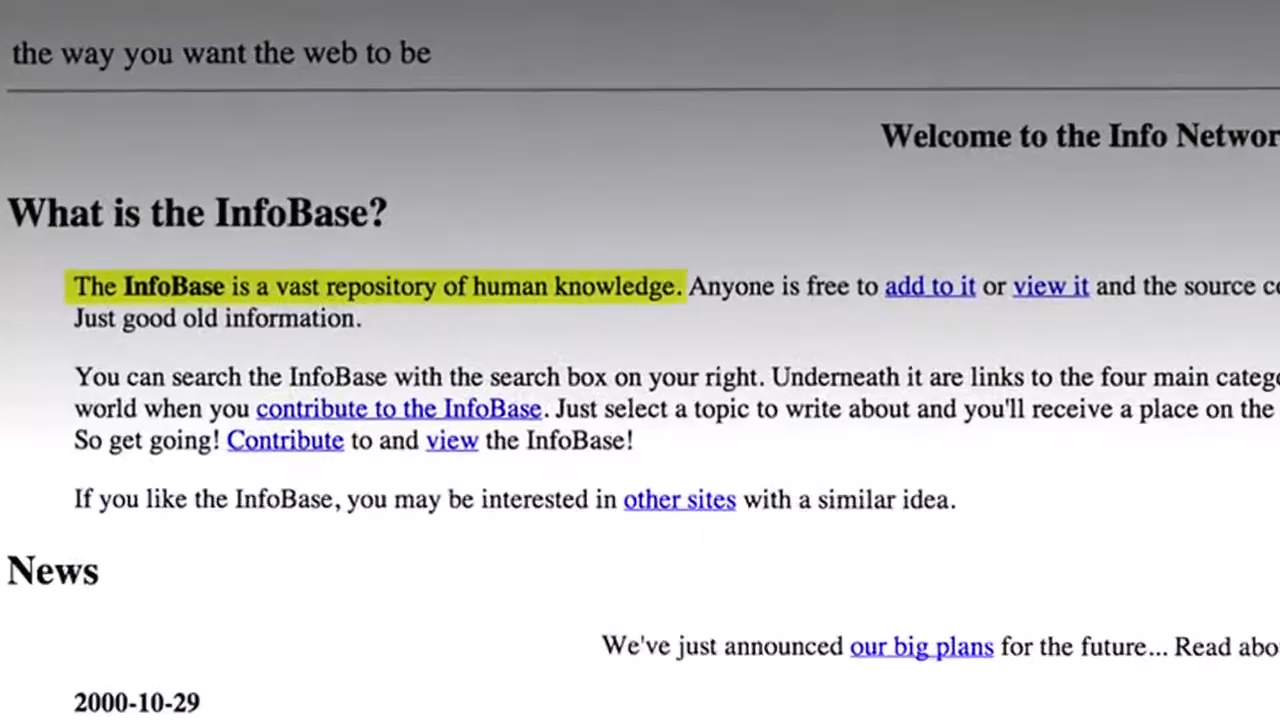 the way you want the web to be
Welcome to the Info
What is the InfoBase?
The InfoBase is a vast repository of human knowledge. Anyone is free to add to it or view it and the source
Just good old information.
You can search the InfoBase with the search box on your right. Underneath it are links to the four main
world when you contribute to the InfoBase. Just select a topic to write about and you'll receive a place on the
So get going! Contribute to and view the InfoBase!
If you like the InfoBase, you may be interested in other sites with a similar idea.
News
We've just announced our big plans for the future... Read
2000-10-29